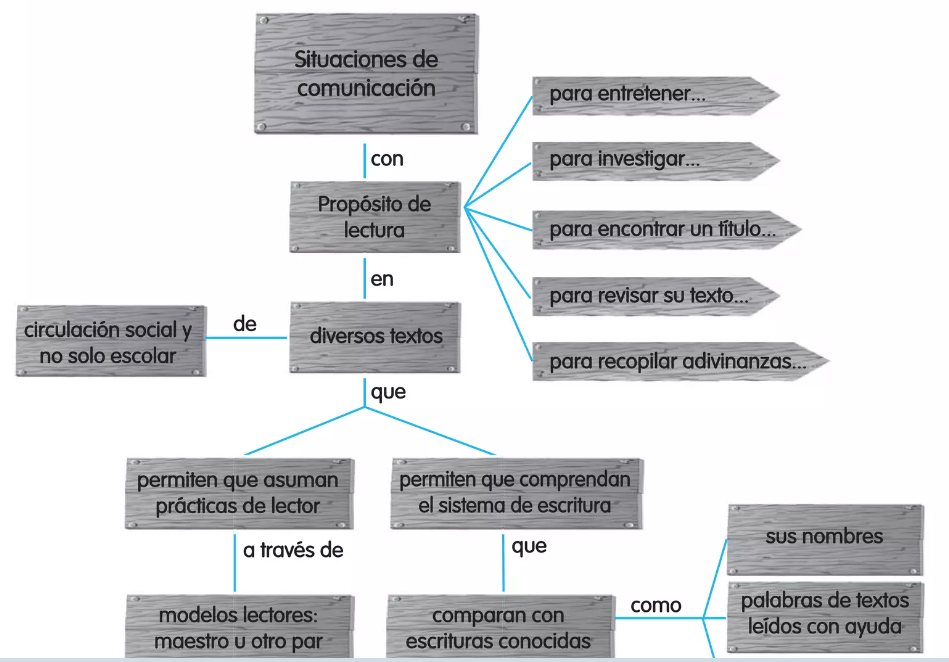 Situaciones de
comunicación
con
Propósito de
lectura
para entretener...
para investigar...
para encontrar un título...
para revisar su texto...
para recopilar adivinanzas...
en
diversos textos
de
circulación social y
no solo escolar
que
permiten que asuman
prácticas de lector
a través de
modelos lectores:
maestro u otro par
permiten que comprendan
el sistema de escritura
que
comparan con
escrituras conocidas
como
sus nombres
palabras de textos
leídos con ayuda